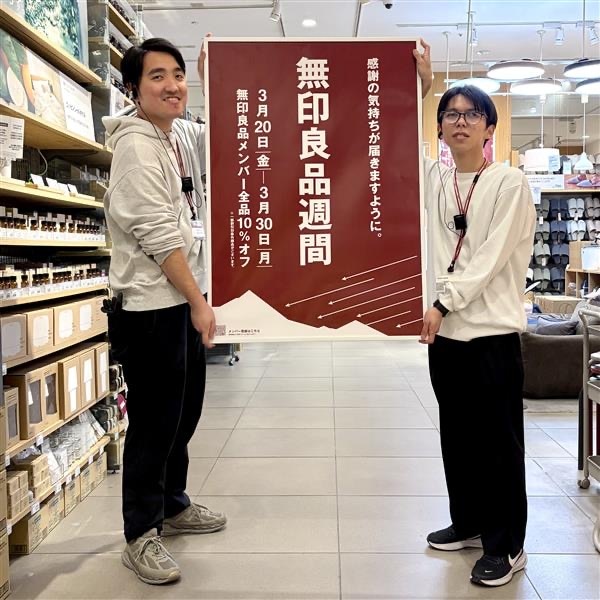 感謝の気持ちが届きますように。
無印良品週間
3月20日|金|—3月30日|月|
無印良品メンバー全品10%オフ